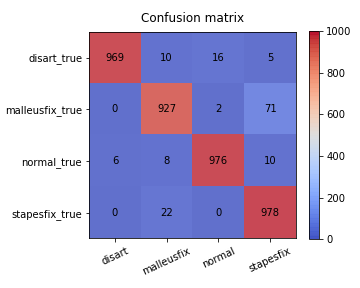 Confusion matrix
disart_true 969 10 16 5
malleusfix_true 0 927 2 71
normal_true 6 8 976 10
stapesfix_true 0 22 0 978
disart malleusfix normal stapesfix
1000
800
600
400
200
0